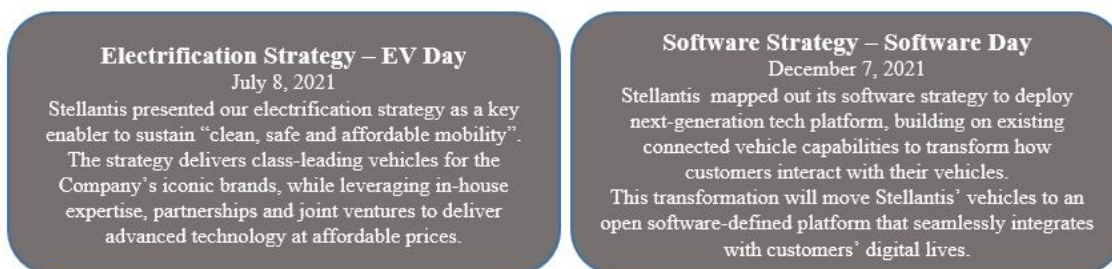 Electrification Strategy – EV Day
July 8, 2021
Stellantis presented our electrification strategy as a key
enabler to sustain “clean, safe and affordable mobility”.
The strategy delivers class-leading vehicles for the
Company’s iconic brands, while leveraging in-house
expertise, partnerships and joint ventures to deliver
advanced technology at affordable prices.
Software Strategy – Software Day
December 7, 2021
Stellantis mapped out its software strategy to deploy
next-generation tech platform, building on existing
connected vehicle capabilities to transform how
customers interact with their vehicles.
This transformation will move Stellantis’ vehicles to an
open software-defined platform that seamlessly integrates
with customers’ digital lives.